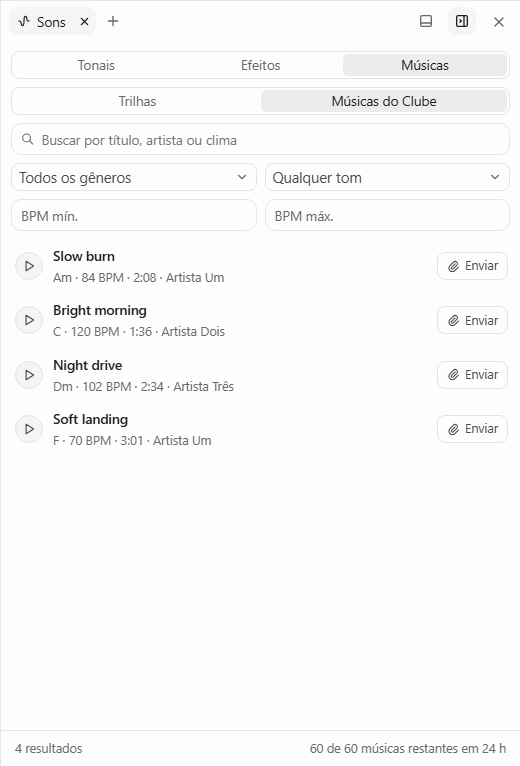 Sons
Tonais Efeitos Músicas
Trilhas Músicas do Clube
Buscar por título, artista ou clima
Todos os gêneros Qualquer tom
BPM mín. BPM máx.
Slow burn
Am · 84 BPM · 2:08 · Artista Um
Enviar
Bright morning
C · 120 BPM · 1:36 · Artista Dois
Enviar
Night drive
Dm · 102 BPM · 2:34 · Artista Três
Enviar
Soft landing
F · 70 BPM · 3:01 · Artista Um
Enviar
4 resultados 60 de 60 músicas restantes em 24 h